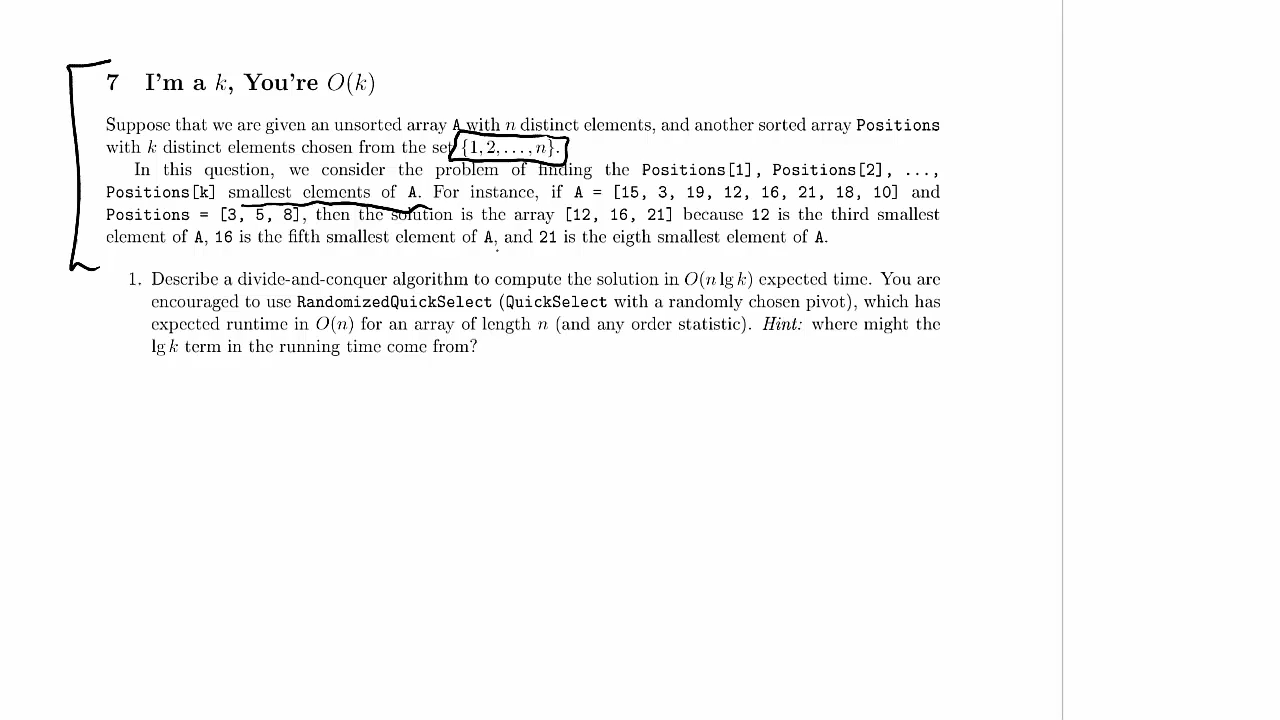 7 I'm a k, You're O(k)
Suppose that we are given an unsorted array A with n distinct elements, and another sorted array Positions
with k distinct elements chosen from the set {1, 2, . . . , n}.
In this question, we consider the problem of finding the Positions[1], Positions[2], ...,
Positions[k] smallest elements of A. For instance, if A = [15, 3, 19, 12, 16, 21, 18, 10] and
Positions = [3, 5, 8], then the solution is the array [12, 16, 21] because 12 is the third smallest
element of A, 16 is the fifth smallest element of A, and 21 is the eigth smallest element of A.
1. Describe a divide-and-conquer algorithm to compute the solution in O(n lg k) expected time. You are
encouraged to use RandomizedQuickSelect (QuickSelect with a randomly chosen pivot), which has
expected runtime in O(n) for an array of length n (and any order statistic). Hint: where might the
lg k term in the running time come from?